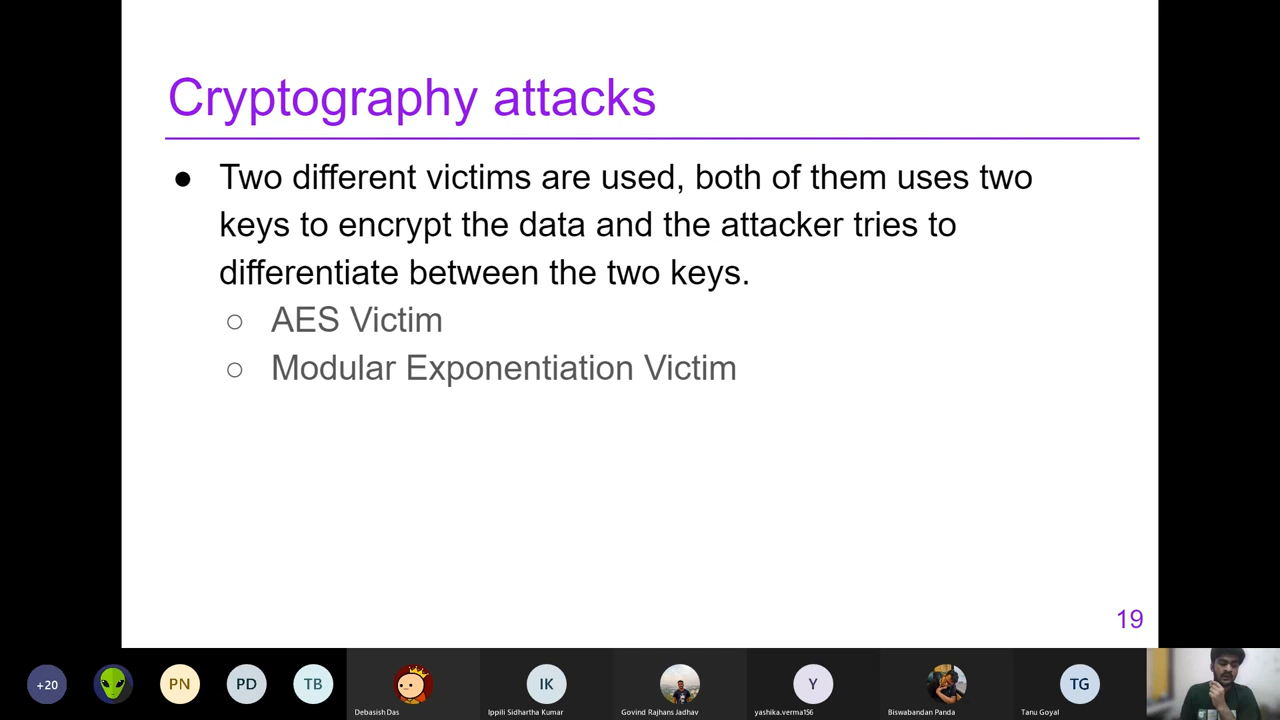 Cryptography attacks
● Two different victims are used, both of them uses two
keys to encrypt the data and the attacker tries to
differentiate between the two keys.
○ AES Victim
○ Modular Exponentiation Victim
19
+20
PN
PD
TB
IK
Y
TG
Debasish Das
Ippili Sidhartha Kumar
Govind Rajhans Jadhav
yashika.verma156
Biswabandan Panda
Tanu Goyal